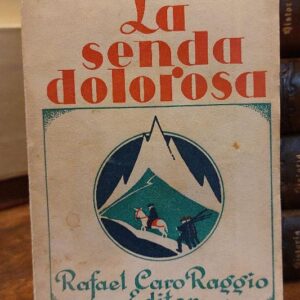 La
senda
dolorosa
Rafael Caro Raggio
Editor